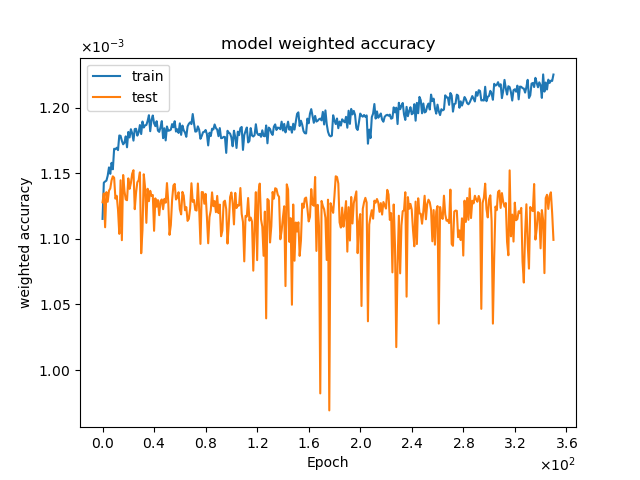 model weighted accuracy
×10⁻³
train
test
1.20
1.15
1.10
1.05
1.00
weighted accuracy
0.0 0.4 0.8 1.2 1.6 2.0 2.4 2.8 3.2 3.6
Epoch
×10²